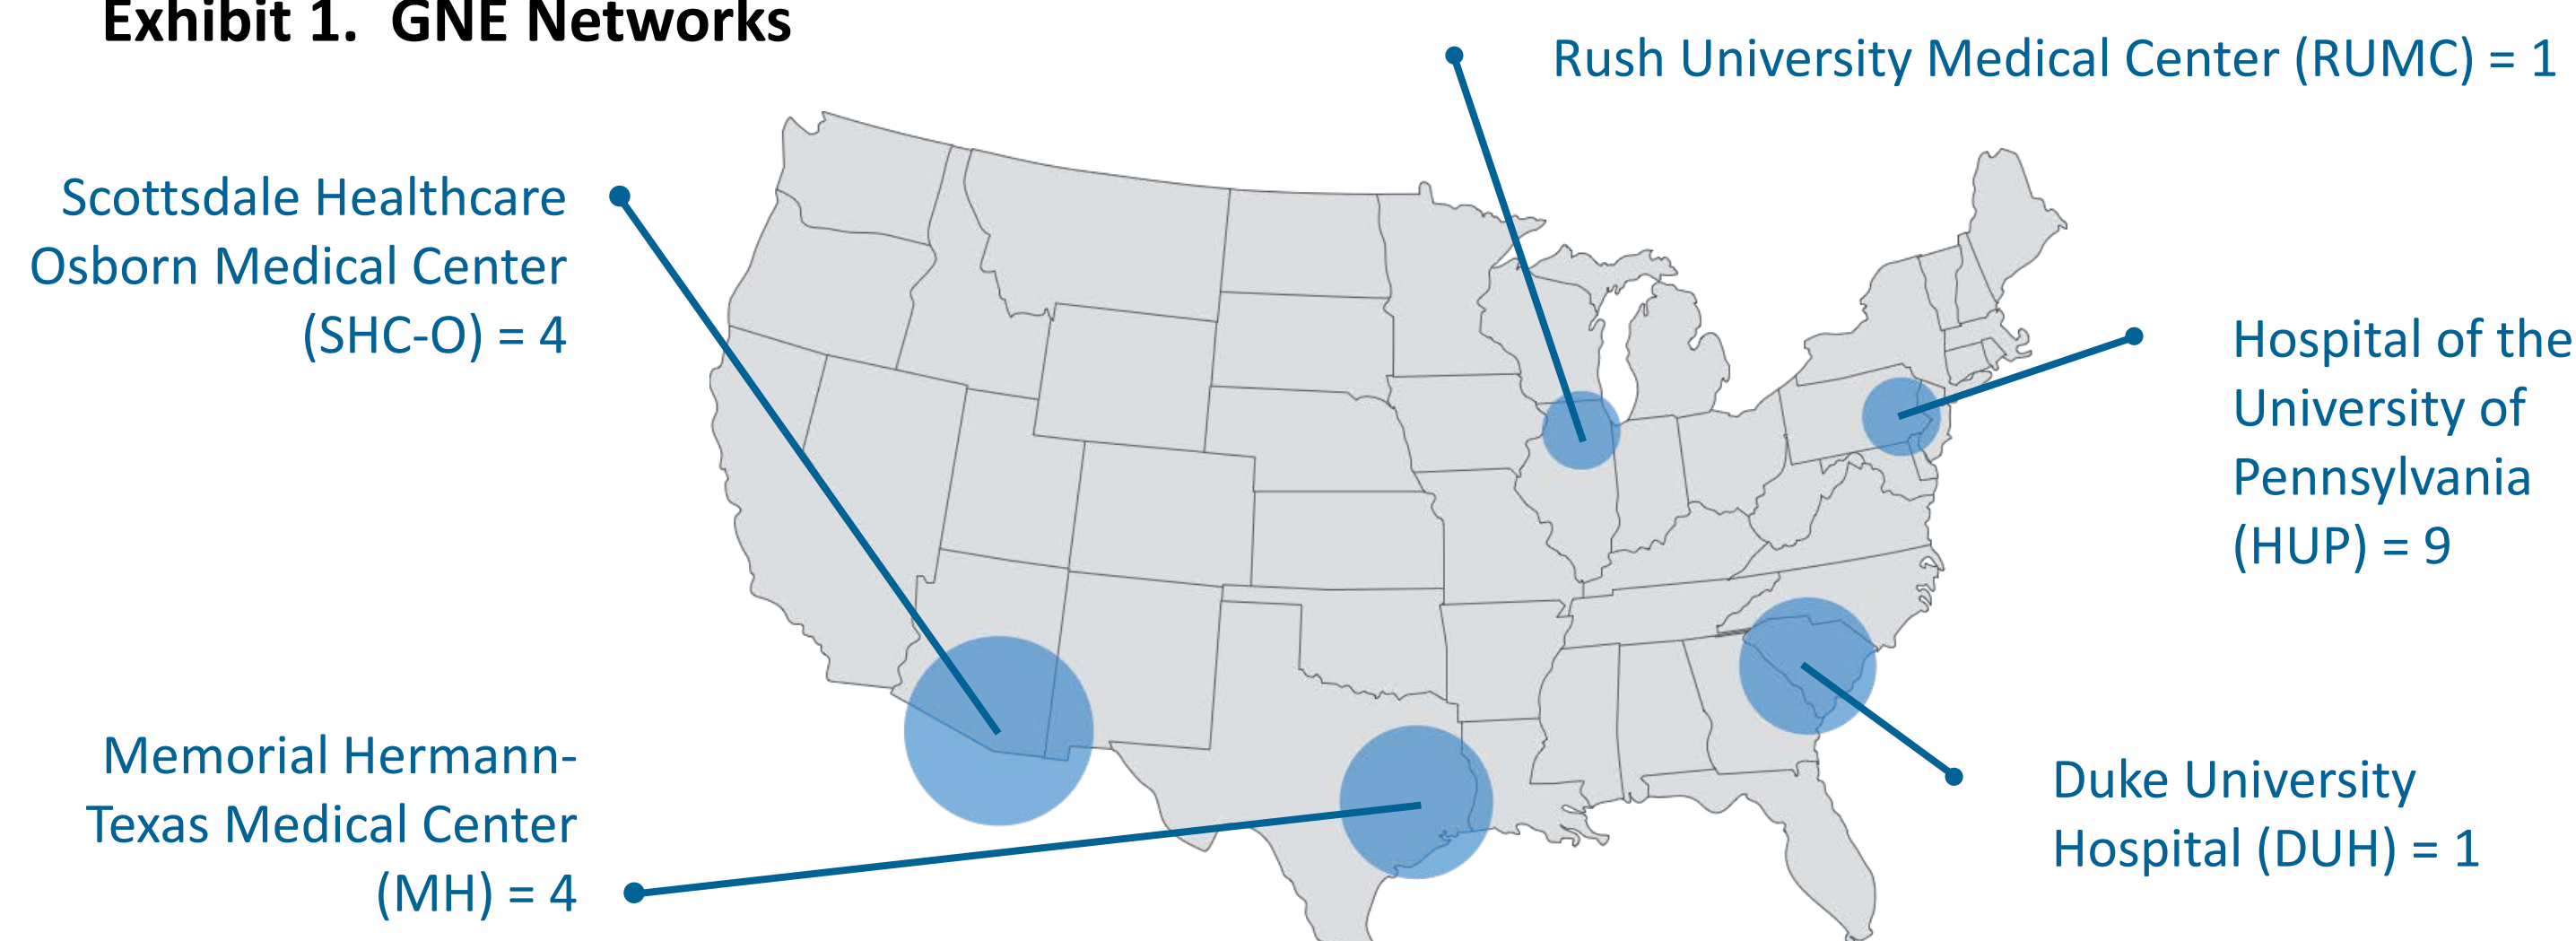 Exhibit 1. GNE Networks
Rush University Medical Center (RUMC) = 1
Scottsdale Healthcare
Osborn Medical Center
(SHC-O) = 4
Hospital of the
University of
Pennsylvania
(HUP) = 9
Memorial Hermann-
Texas Medical Center
(MH) = 4
Duke University
Hospital (DUH) = 1